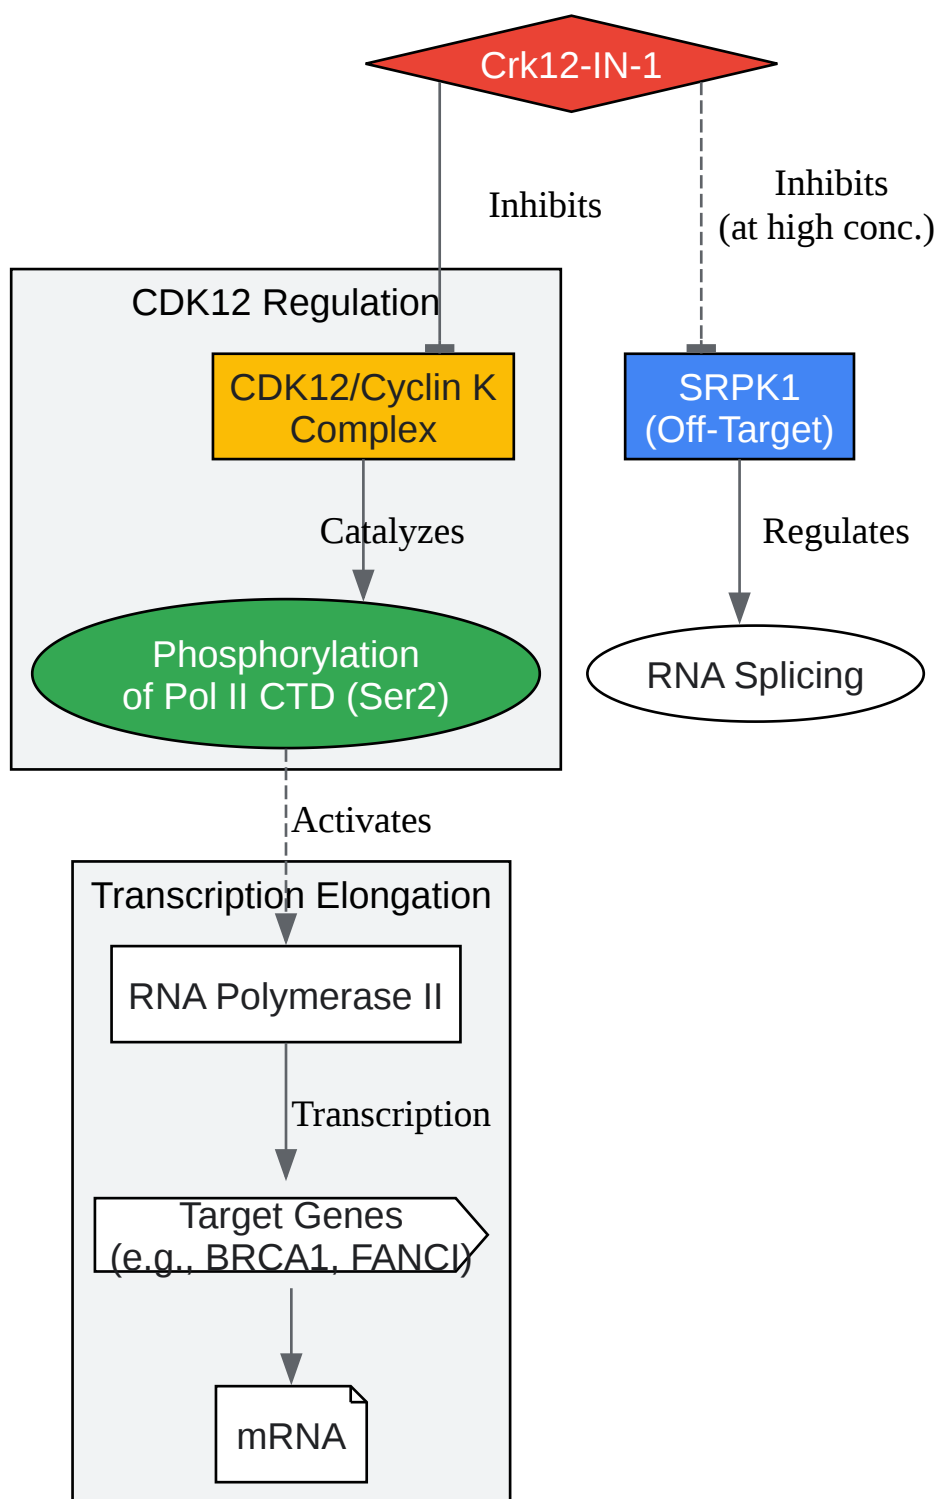 Crk12-IN-1
Inhibits
Inhibits
(at high conc.)
CDK12 Regulation
CDK12/Cyclin K
Complex
SRPK1
(Off-Target)
Catalyzes
Regulates
Phosphorylation
of Pol II CTD (Ser2)
RNA Splicing
Activates
Transcription Elongation
RNA Polymerase II
Transcription
Target Genes
(e.g., BRCA1, FANCI)
mRNA